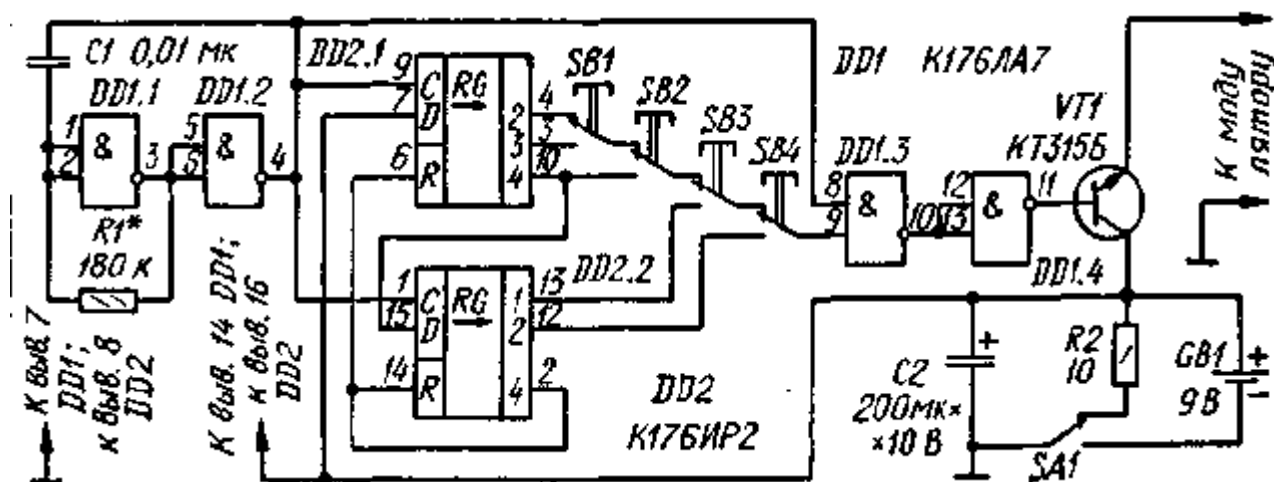 C1 0,01 мк
DD1.1
DD1.2
DD2.1
SB1
SB2
SB3
SB4
DD1 К176ЛА7
VT1
КТ315Б
К моду
лятору
1
2
&
3
5
6
&
4
9
7
6
C
D
R
RG
2
3
4
4
3
10
DD1.3
8
9
&
10
12
13
&
11
DD1.4
R1*
180 к
1
15
14
C
D
R
RG
1
2
4
13
12
2
DD2.2
DD2
К176ИР2
К выв. 7
DD1;
к выв. 8
DD2
К выв. 14 DD1;
к выв. 16
DD2
C2
200мк×
×10 В
+
R2
10
GB1
9 В
+
−
SA1